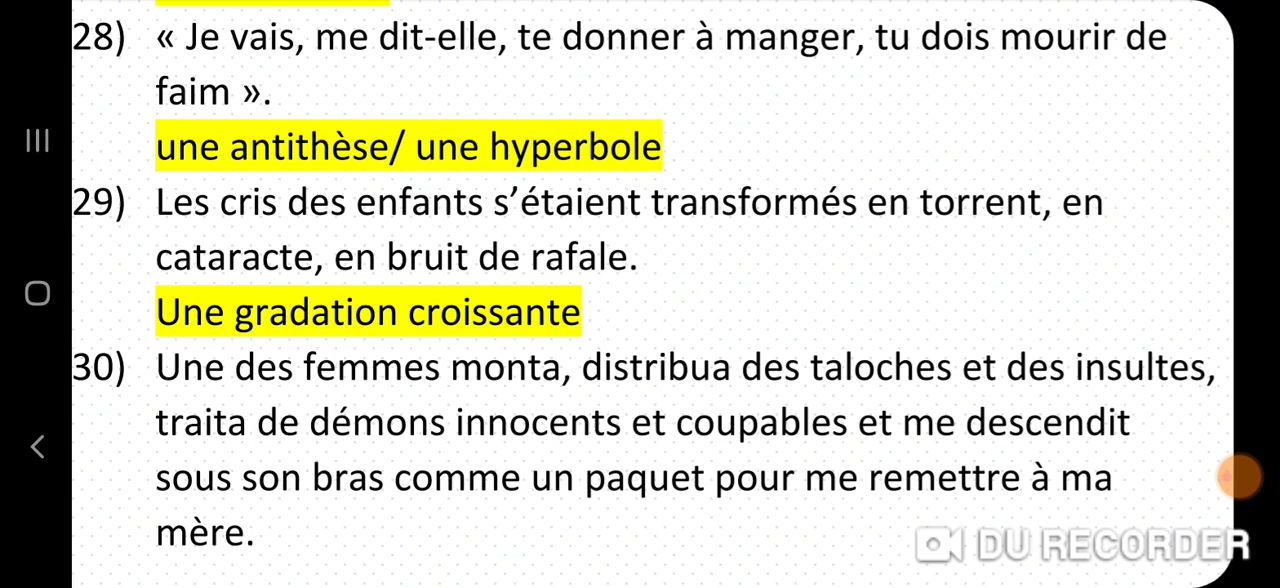 28) « Je vais, me dit-elle, te donner à manger, tu dois mourir de
faim ».
une antithèse/ une hyperbole
29) Les cris des enfants s’étaient transformés en torrent, en
cataracte, en bruit de rafale.
Une gradation croissante
30) Une des femmes monta, distribua des taloches et des insultes,
traita de démons innocents et coupables et me descendit
sous son bras comme un paquet pour me remettre à ma
mère.
DU RECORDER